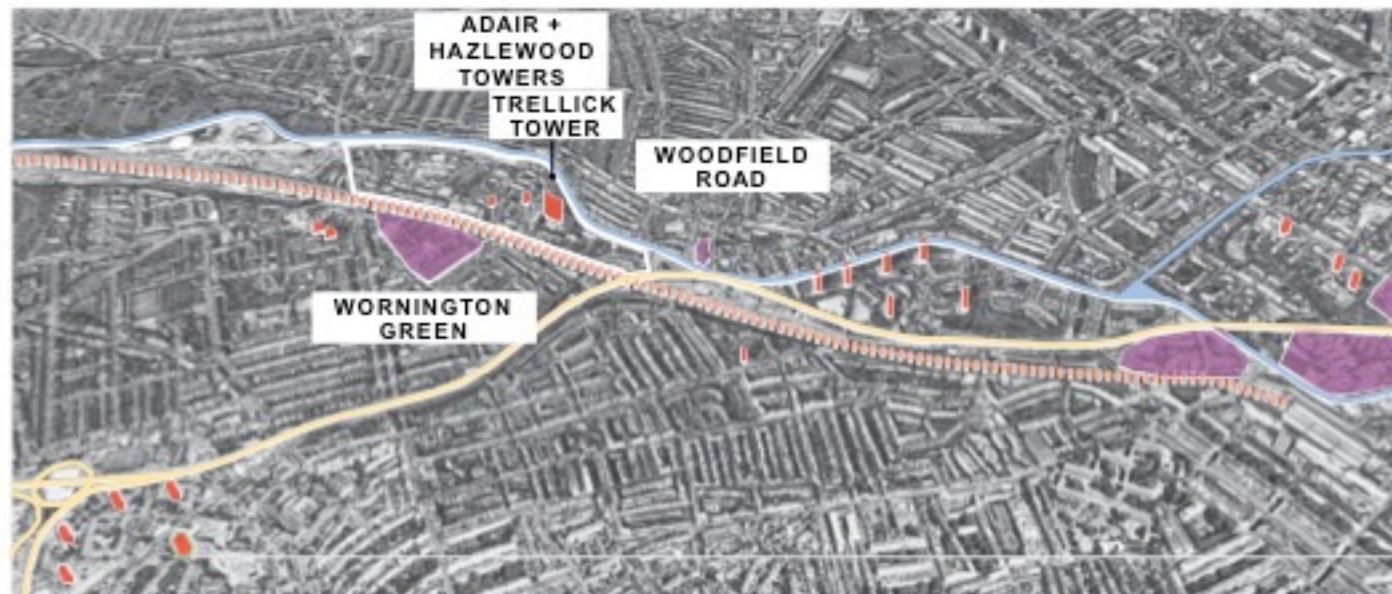 ADAIR +
HAZLEWOOD
TOWERS
TRELLICK
TOWER
WOODFIELD
ROAD
WORNINGTON
GREEN